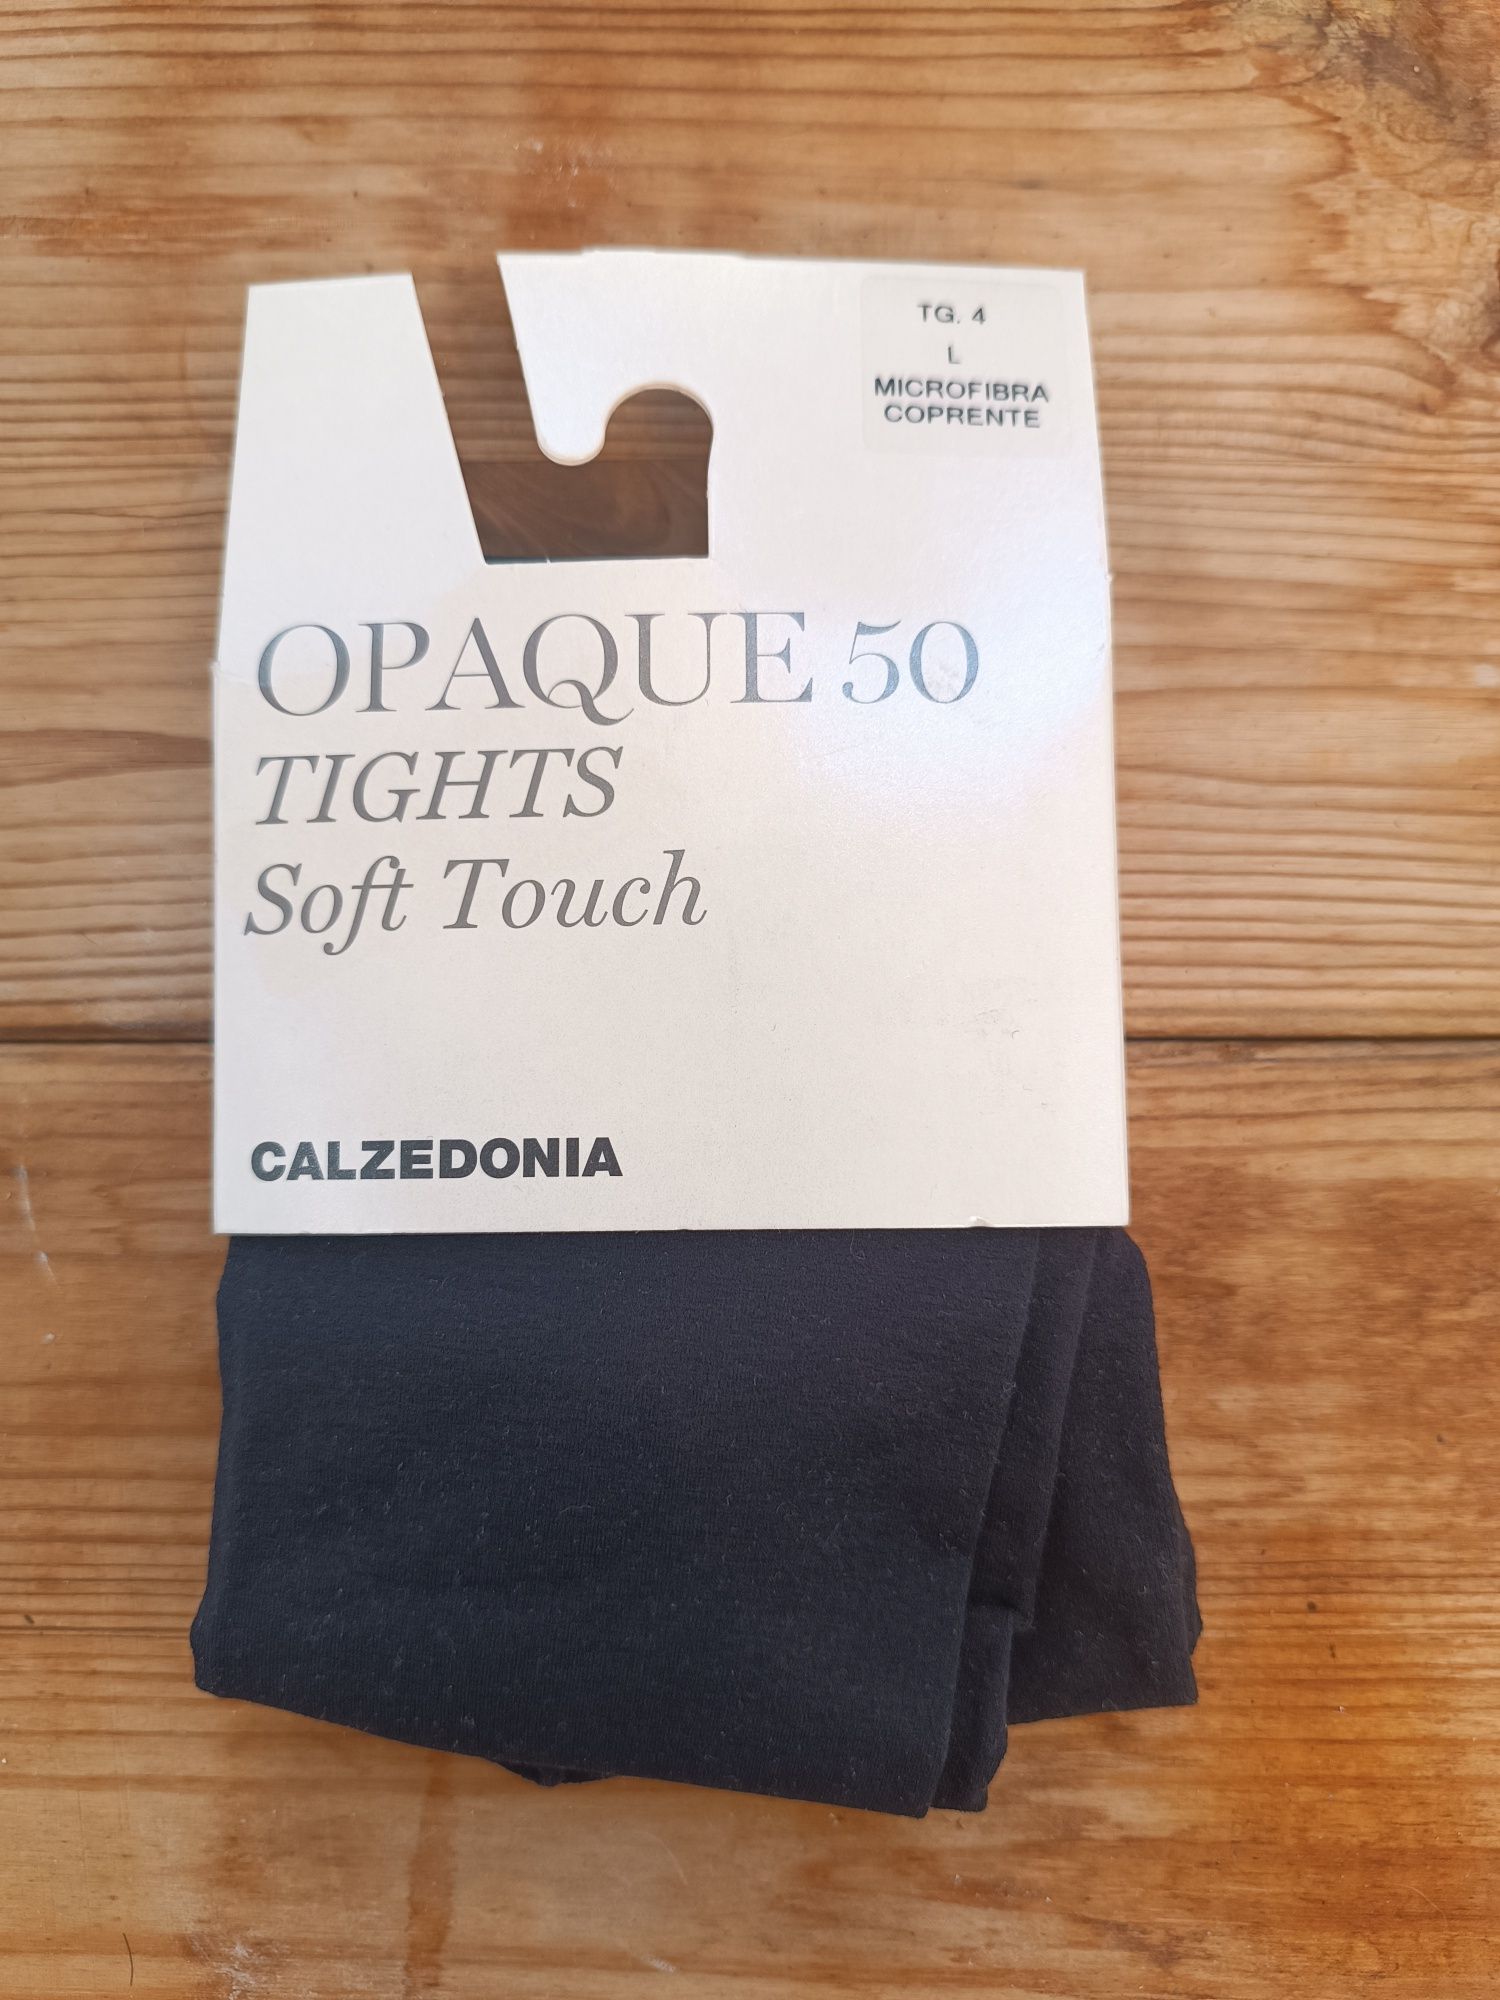 TG. 4
L
MICROFIBRA
COPRENTE
OPAQUE 50
TIGHTS
Soft Touch
CALZEDONIA